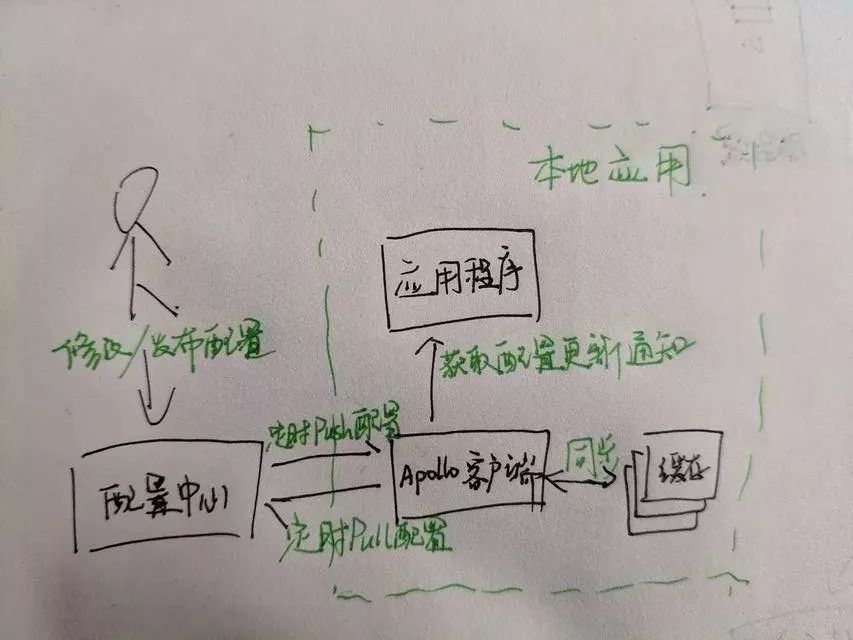 本地应用
应用程序
修改/发布配置
获取配置更新通知
定时Push配置
配置中心
Apollo客户端
同步
缓存
定时Pull配置